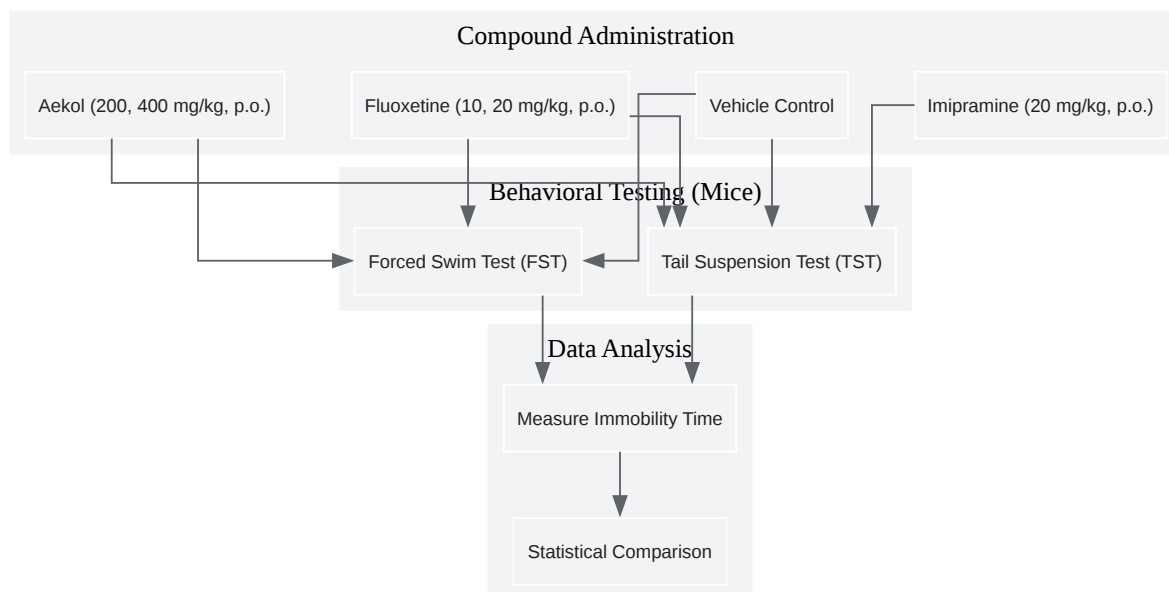 Compound Administration
Aekol (200, 400 mg/kg, p.o.)
Fluoxetine (10, 20 mg/kg, p.o.)
Vehicle Control
Imipramine (20 mg/kg, p.o.)
Behavioral Testing (Mice)
Forced Swim Test (FST)
Tail Suspension Test (TST)
Data Analysis
Measure Immobility Time
Statistical Comparison